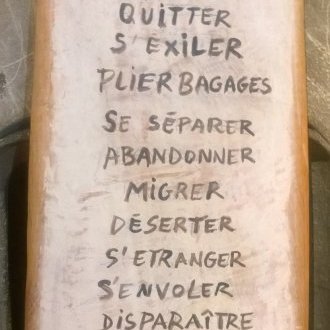 QUITTER
S'EXILER
PLIER BAGAGES
SE SÉPARER
ABANDONNER
MIGRER
DÉSERTER
S'ETRANGER
S'ENVOLER
DISPARAÎTRE